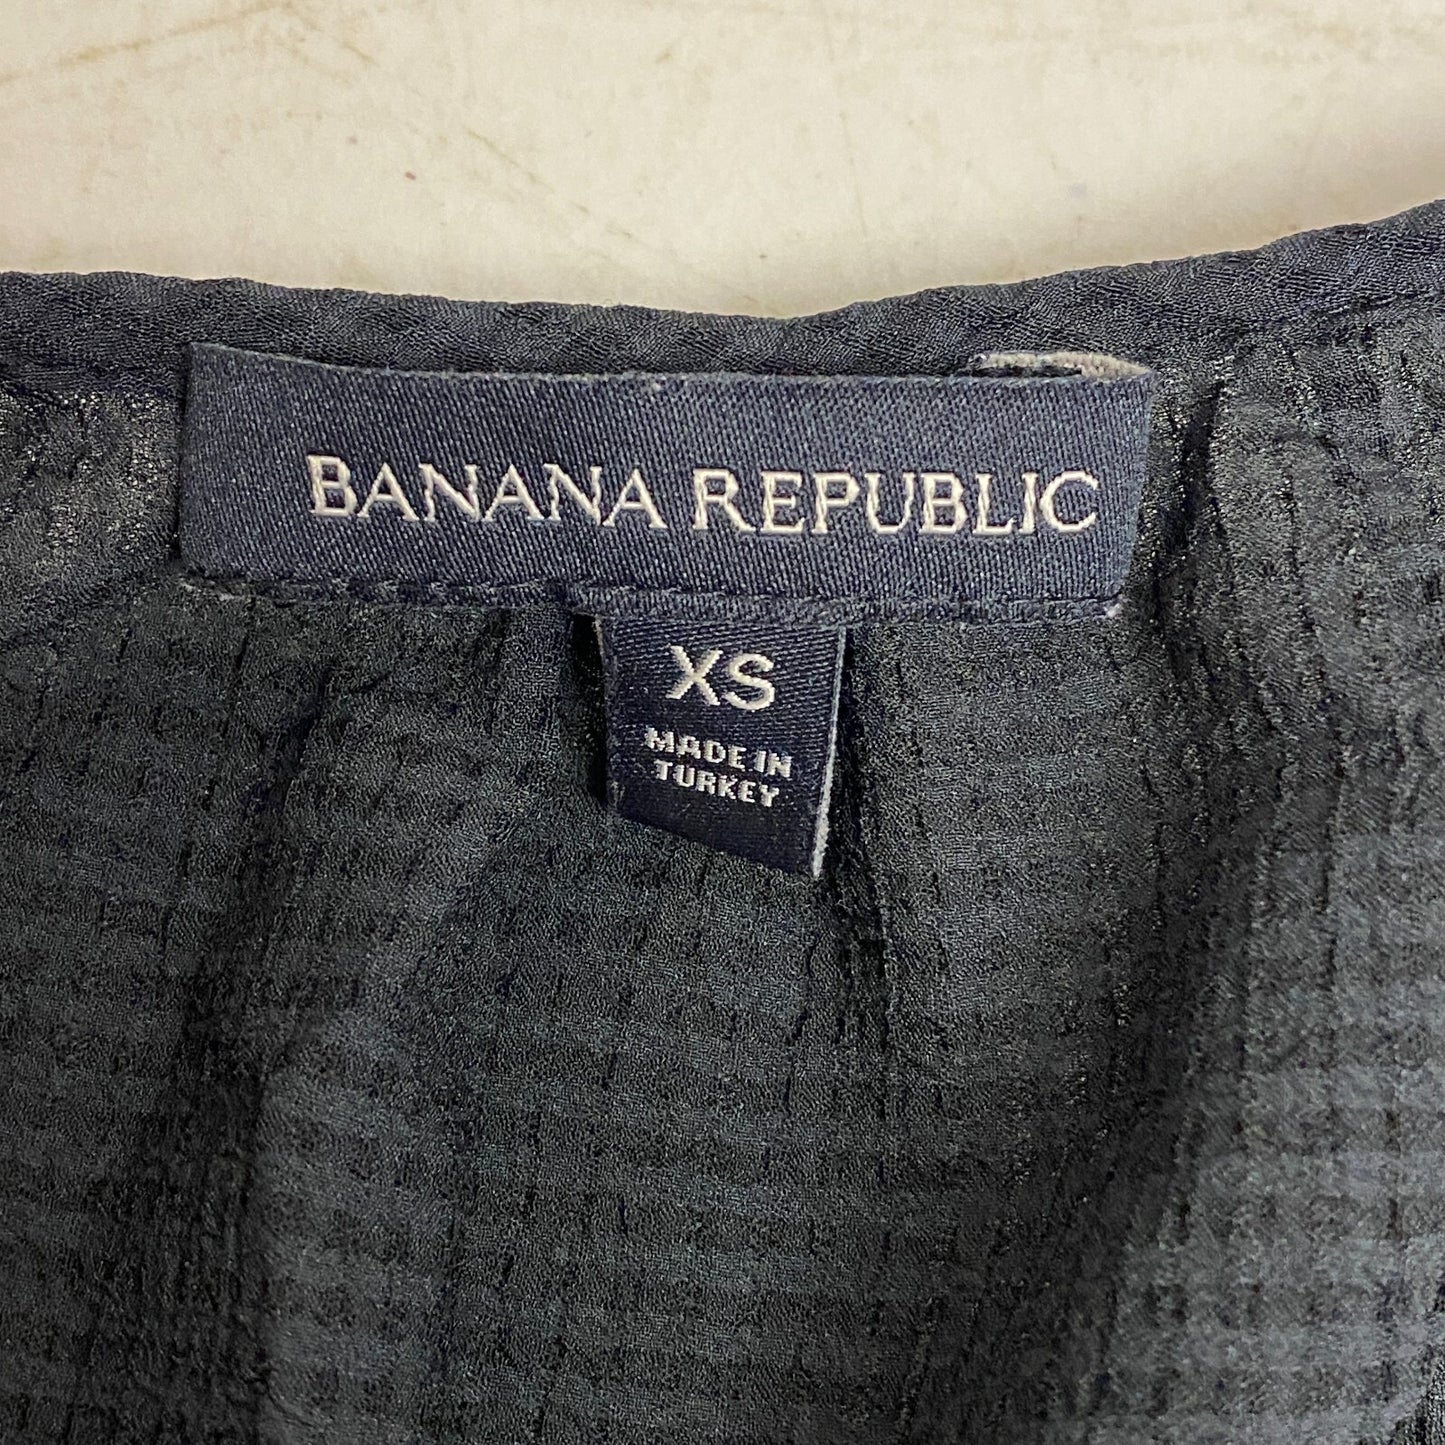 BANANA REPUBLIC
XS
MADE IN
TURKEY